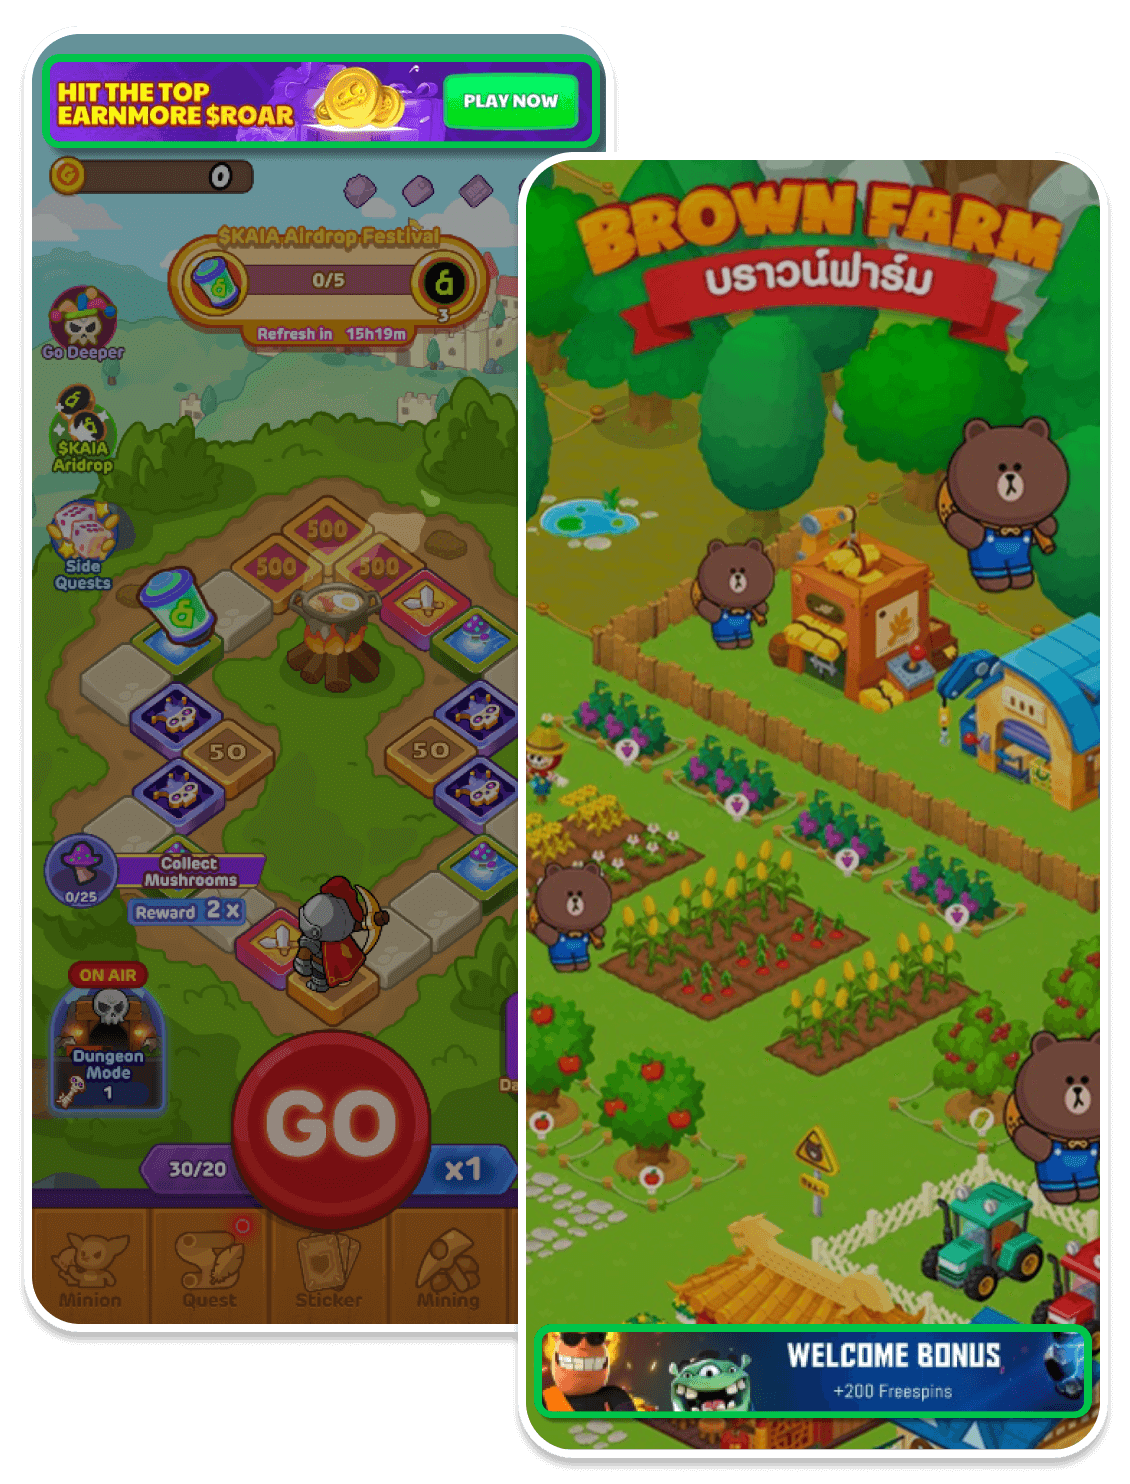 HIT THE TOP
EARNMORE $ROAR
PLAY NOW
0
$KAIA Airdrop Festival
0/5
3
Refresh in 15h19m
Go Deeper
$KAIA
Aridrop
Side
Quests
500
500
500
50
50
0/25
Collect
Mushrooms
Reward 2 x
ON AIR
Dungeon
Mode
1
Da
GO
30/20
x1
Minion
Quest
Sticker
Mining
BROWN FARM
บราวน์ฟาร์ม
WELCOME BONUS
+200 Freespins